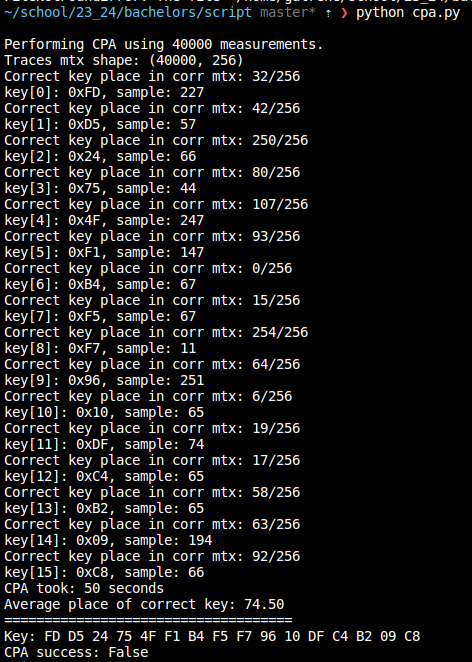 ~/school/23_24/bachelors/script master* ⇡ ❯ python cpa.py
Performing CPA using 40000 measurements.
Traces mtx shape: (40000, 256)
Correct key place in corr mtx: 32/256
key[0]: 0xFD, sample: 227
Correct key place in corr mtx: 42/256
key[1]: 0xD5, sample: 57
Correct key place in corr mtx: 250/256
key[2]: 0x24, sample: 66
Correct key place in corr mtx: 80/256
key[3]: 0x75, sample: 44
Correct key place in corr mtx: 107/256
key[4]: 0x4F, sample: 247
Correct key place in corr mtx: 93/256
key[5]: 0xF1, sample: 147
Correct key place in corr mtx: 0/256
key[6]: 0xB4, sample: 67
Correct key place in corr mtx: 15/256
key[7]: 0xF5, sample: 67
Correct key place in corr mtx: 254/256
key[8]: 0xF7, sample: 11
Correct key place in corr mtx: 64/256
key[9]: 0x96, sample: 251
Correct key place in corr mtx: 6/256
key[10]: 0x10, sample: 65
Correct key place in corr mtx: 19/256
key[11]: 0xDF, sample: 74
Correct key place in corr mtx: 17/256
key[12]: 0xC4, sample: 65
Correct key place in corr mtx: 58/256
key[13]: 0xB2, sample: 65
Correct key place in corr mtx: 63/256
key[14]: 0x09, sample: 194
Correct key place in corr mtx: 92/256
key[15]: 0xC8, sample: 66
CPA took: 50 seconds
Average place of correct key: 74.50
====================================
Key: FD D5 24 75 4F F1 B4 F5 F7 96 10 DF C4 B2 09 C8
CPA success: False